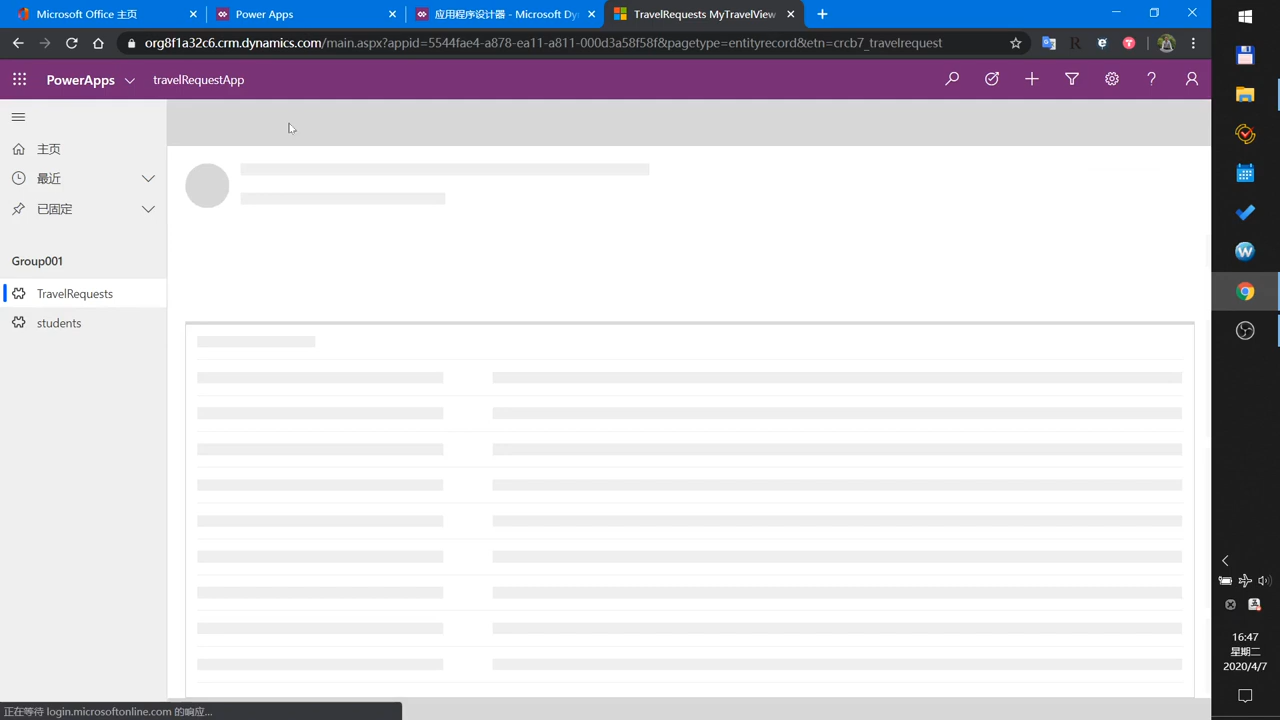 Microsoft Office 主页
Power Apps
应用程序设计器 - Microsoft Dy
TravelRequests MyTravelView
org8f1a32c6.crm.dynamics.com/main.aspx?appid=5544fae4-a878-ea11-a811-000d3a58f58f&pagetype=entityrecord&etn=crcb7_travelrequest
PowerApps
travelRequestApp
主页
最近
已固定
Group001
TravelRequests
students
正在等待 login.microsoftonline.com 的响应...
16:47
星期二
2020/4/7